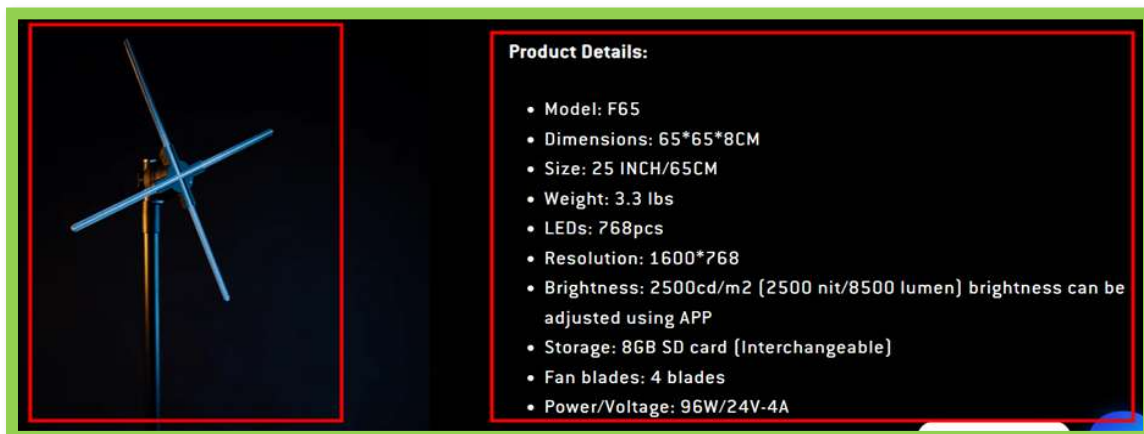 Product Details:
• Model: F65
• Dimensions: 65*65*8CM
• Size: 25 INCH/65CM
• Weight: 3.3 lbs
• LEDs: 768pcs
• Resolution: 1600*768
• Brightness: 2500cd/m2 (2500 nit/8500 lumen) brightness can be
adjusted using APP
• Storage: 8GB SD card (Interchangeable)
• Fan blades: 4 blades
• Power/Voltage: 96W/24V-4A